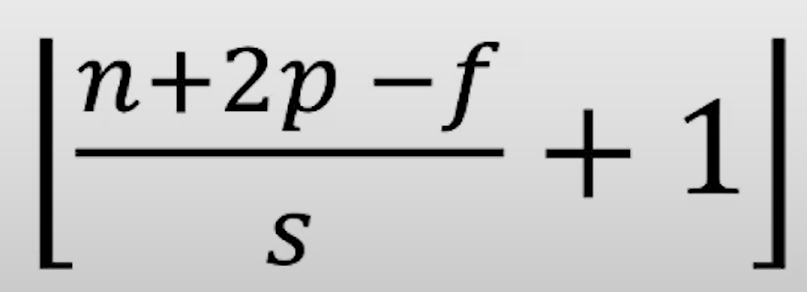 ⌊(n+2p −f)/s + 1⌋